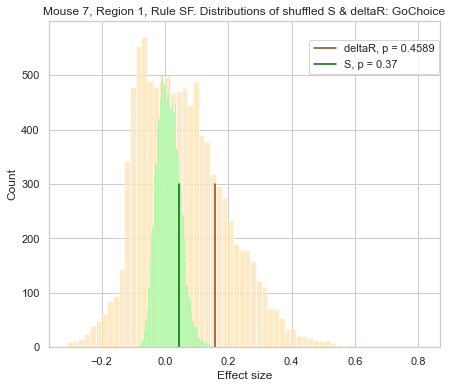 Mouse 7, Region 1, Rule SF. Distributions of shuffled S & deltaR: GoChoice
deltaR, p = 0.4589
S, p = 0.37
Count
500
400
300
200
100
0
−0.2 0.0 0.2 0.4 0.6 0.8
Effect size